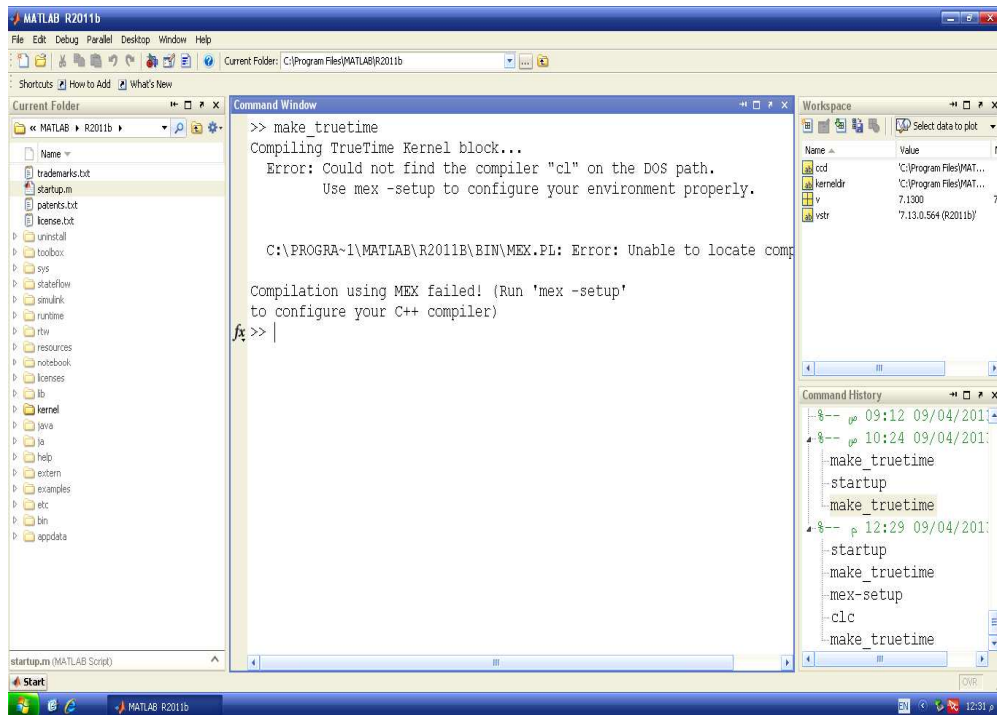 MATLAB R2011b
File Edit Debug Parallel Desktop Window Help
Current Folder: C:\Program Files\MATLAB\R2011b
Shortcuts How to Add What's New
Current Folder
« MATLAB R2011b
Name
trademarks.txt
startup.m
patents.txt
license.txt
uninstall
toolbox
sys
stateflow
simulink
runtime
rtw
resources
notebook
licenses
lib
kernel
java
ja
help
extern
examples
etc
bin
appdata
startup.m (MATLAB Script)
Command Window
>> make_truetime
Compiling TrueTime Kernel block...
Error: Could not find the compiler "cl" on the DOS path.
Use mex -setup to configure your environment properly.
C:\PROGRA~1\MATLAB\R2011B\BIN\MEX.PL: Error: Unable to locate comp
Compilation using MEX failed! (Run 'mex -setup'
to configure your C++ compiler)
fx >>
Workspace
Select data to plot
Name Value
ccd 'C:\Program Files\MAT...
kerneldir 'C:\Program Files\MAT...
v 7.1300 7
vstr '7.13.0.564 (R2011b)'
Command History
%-- ص 09:12 09/04/201
%-- ص 10:24 09/04/201
make_truetime
startup
make_truetime
%-- م 12:29 09/04/201
startup
make_truetime
mex-setup
clc
make_truetime
Start
OVR
MATLAB R2011b
EN
12:31 م